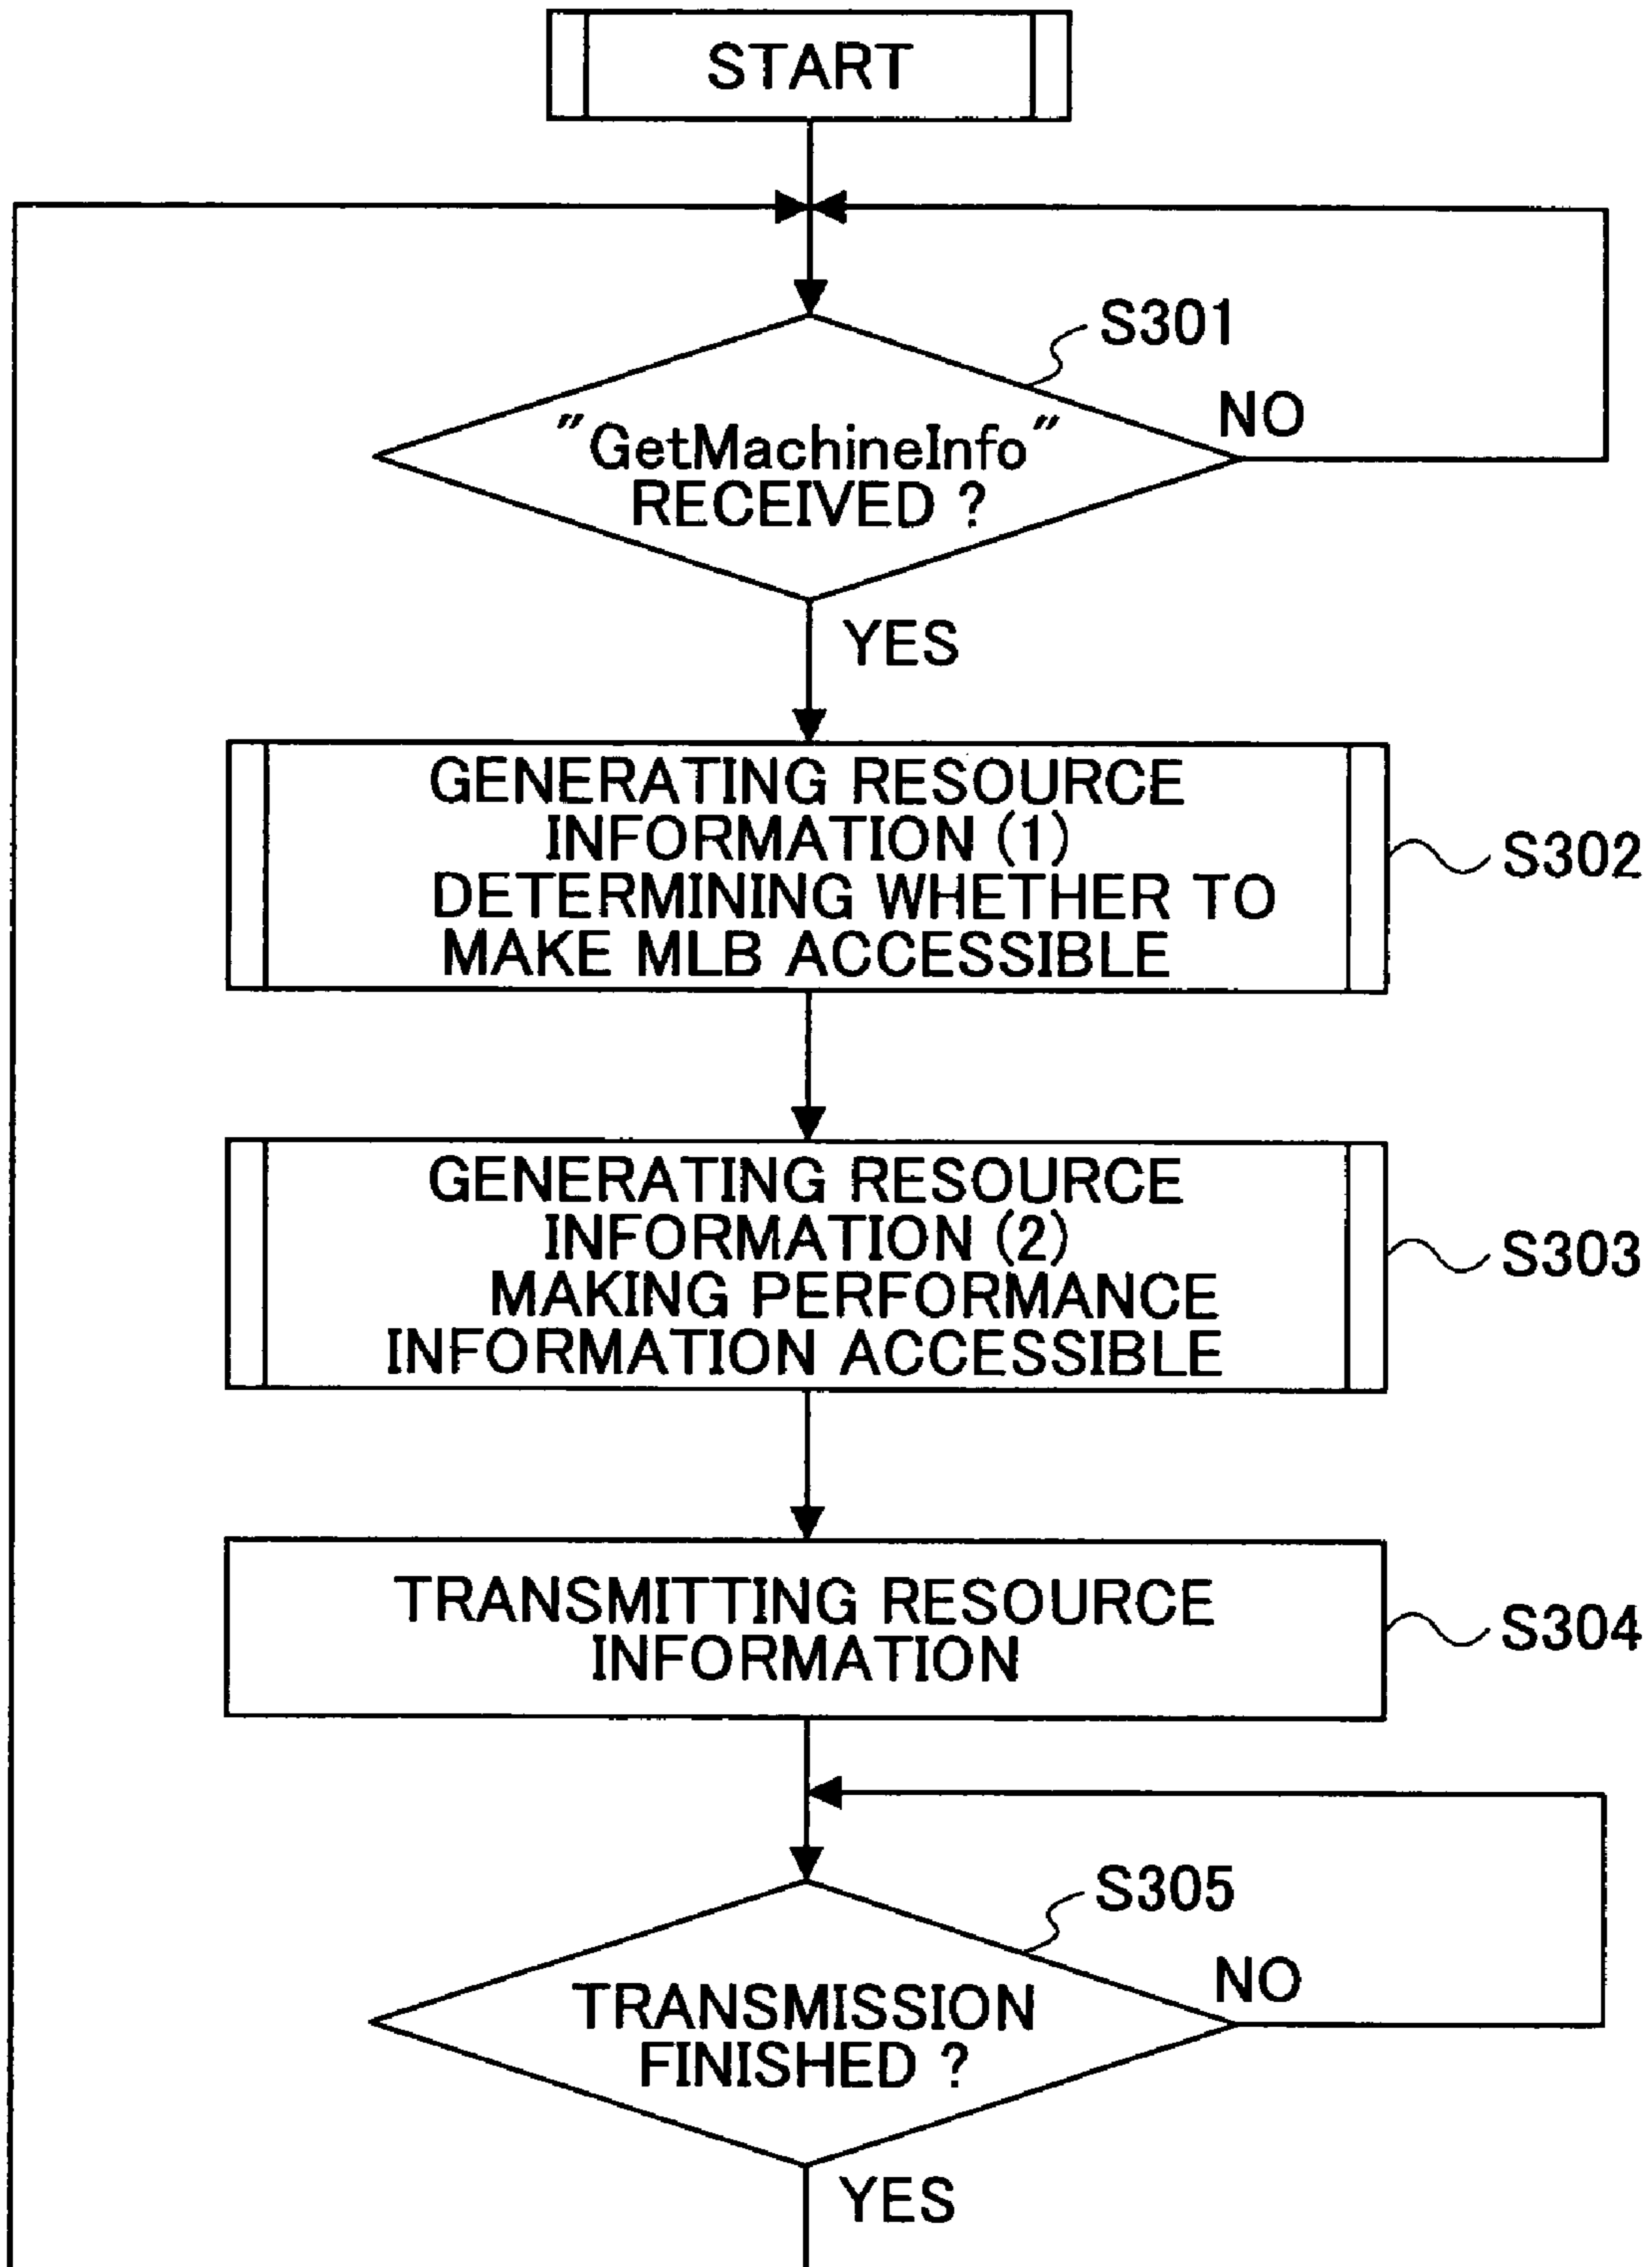 START
S301
NO
"GetMachineInfo"
RECEIVED ?
YES
GENERATING RESOURCE
INFORMATION (1)
DETERMINING WHETHER TO
MAKE MLB ACCESSIBLE
S302
GENERATING RESOURCE
INFORMATION (2)
MAKING PERFORMANCE
INFORMATION ACCESSIBLE
S303
TRANSMITTING RESOURCE
INFORMATION
S304
S305
NO
TRANSMISSION
FINISHED ?
YES